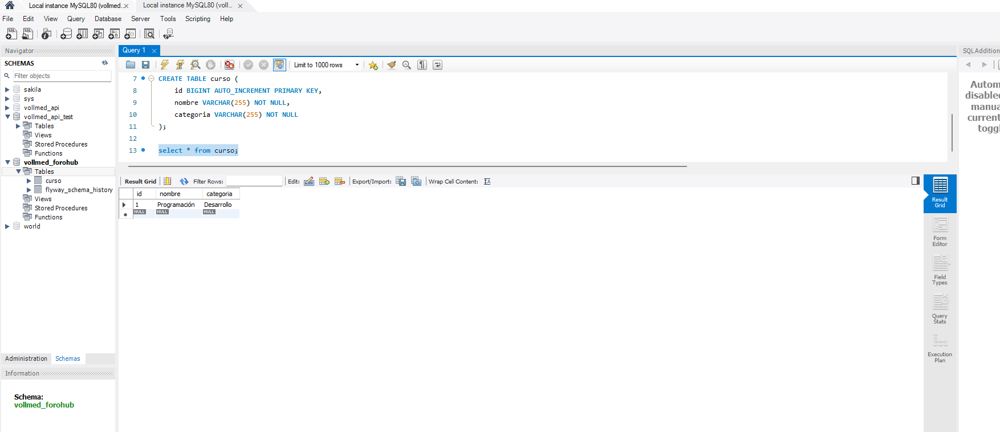 Local instance MySQL80 (vollmed... ×
Local instance MySQL80 (voll... ×
File Edit View Query Database Server Tools Scripting Help
Navigator
SCHEMAS
Filter objects
sakila
sys
vollmed_api
vollmed_api_test
Tables
Views
Stored Procedures
Functions
vollmed_forohub
Tables
curso
flyway_schema_history
Views
Stored Procedures
Functions
world
Administration Schemas
Information
Schema:
vollmed_forohub
Query 1 ×
Limit to 1000 rows
7 CREATE TABLE curso (
8 id BIGINT AUTO_INCREMENT PRIMARY KEY,
9 nombre VARCHAR(255) NOT NULL,
10 categoria VARCHAR(255) NOT NULL
11 );
12
13 select * from curso;
Result Grid Filter Rows: Edit: Export/Import: Wrap Cell Content:
id nombre categoria
1 Programación Desarrollo
NULL NULL NULL
Result
Grid
Form
Editor
Field
Types
Query
Stats
Execution
Plan
SQLAddition
Autom
disabled
manua
current
toggl